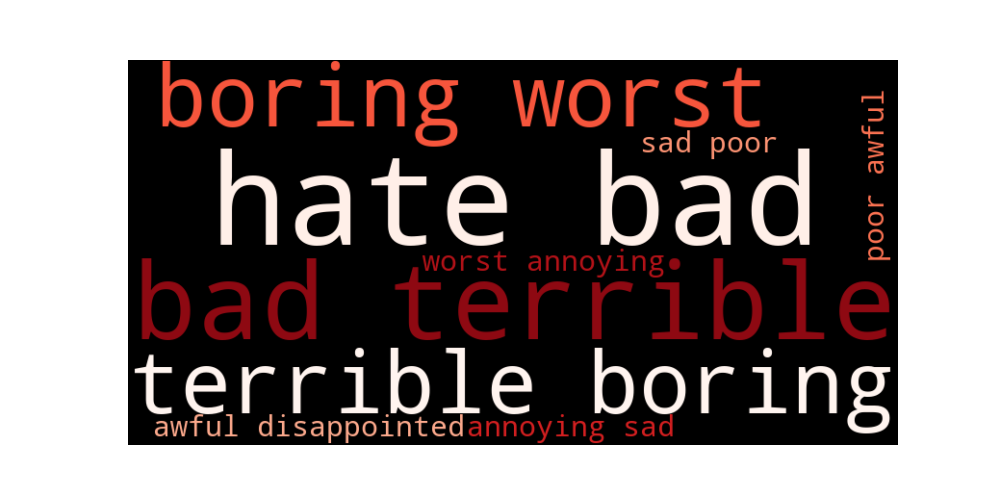 boring worst
sad poor
poor awful
hate bad
worst annoying
bad terrible
terrible boring
awful disappointed
annoying sad